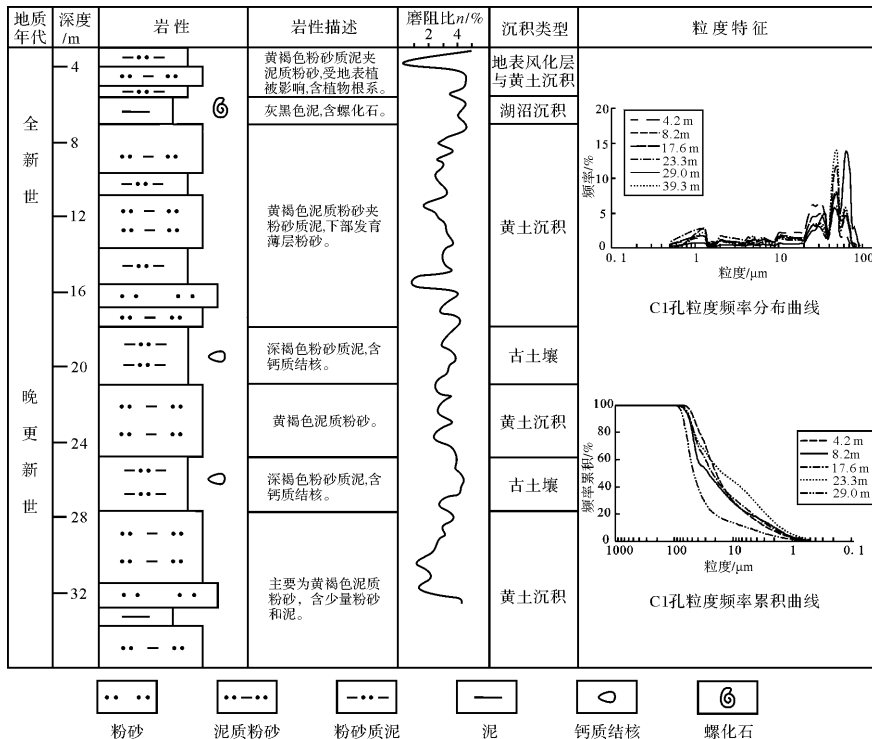 地质
年代
深度
/m
岩 性
岩性描述
磨阻比n/%
2 4
沉积类型
粒 度 特 征
全
新
世
晚
更
新
世
4
8
12
16
20
24
28
32
黄褐色粉砂质泥夹
泥质粉砂,受地表植
被影响,含植物根系。
灰黑色泥,含螺化石。
黄褐色泥质粉砂夹
粉砂质泥,下部发育
薄层粉砂。
深褐色粉砂质泥,含
钙质结核。
黄褐色泥质粉砂。
深褐色粉砂质泥,含
钙质结核。
主要为黄褐色泥质
粉砂，含少量粉砂
和泥。
地表风化层
与黄土沉积
湖沼沉积
黄土沉积
古土壤
黄土沉积
古土壤
黄土沉积
20
15
10
5
0
频率/%
4.2 m
8.2m
17.6 m
23.3 m
29.0 m
39.3 m
0.1 1 10 100
粒度/μm
C1孔粒度频率分布曲线
100
80
60
40
20
0
频率累积/%
4.2 m
8.2m
17.6 m
23.3 m
29.0 m
1000 100 10 1 0.1
粒度/μm
C1孔粒度频率累积曲线
粉砂
泥质粉砂
粉砂质泥
泥
钙质结核
螺化石